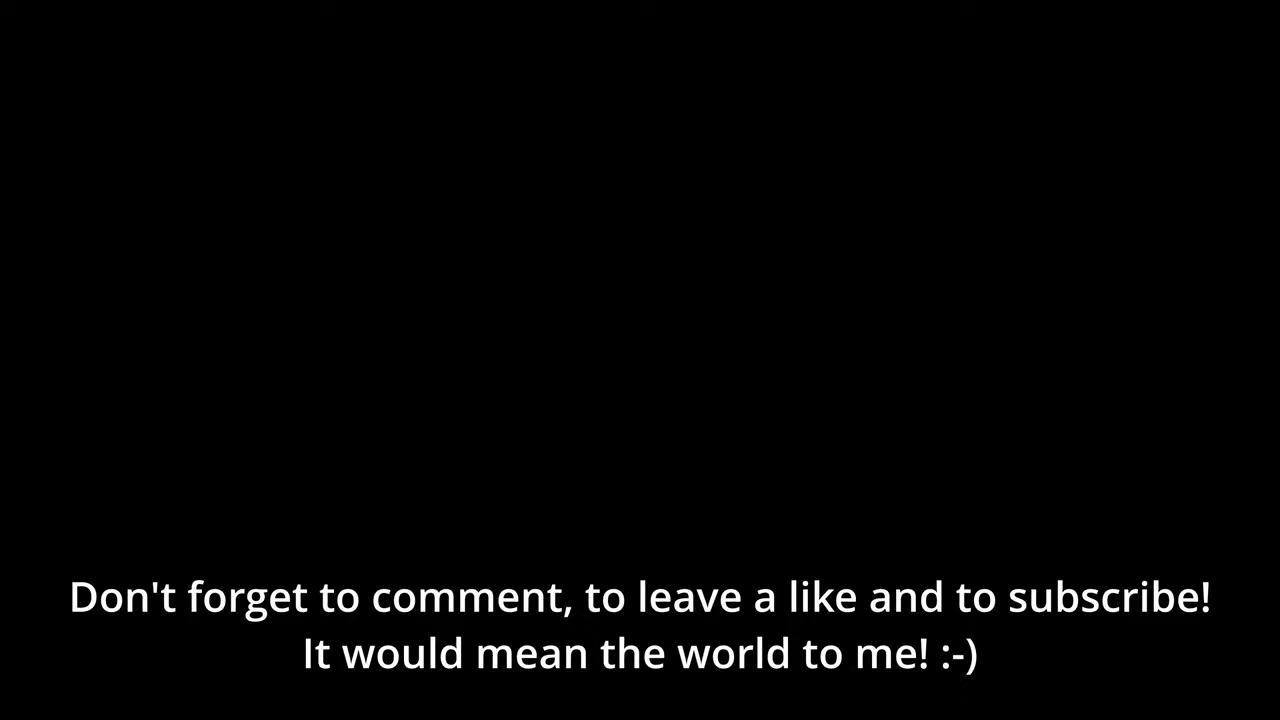 Don't forget to comment, to leave a like and to subscribe!
It would mean the world to me! :-)